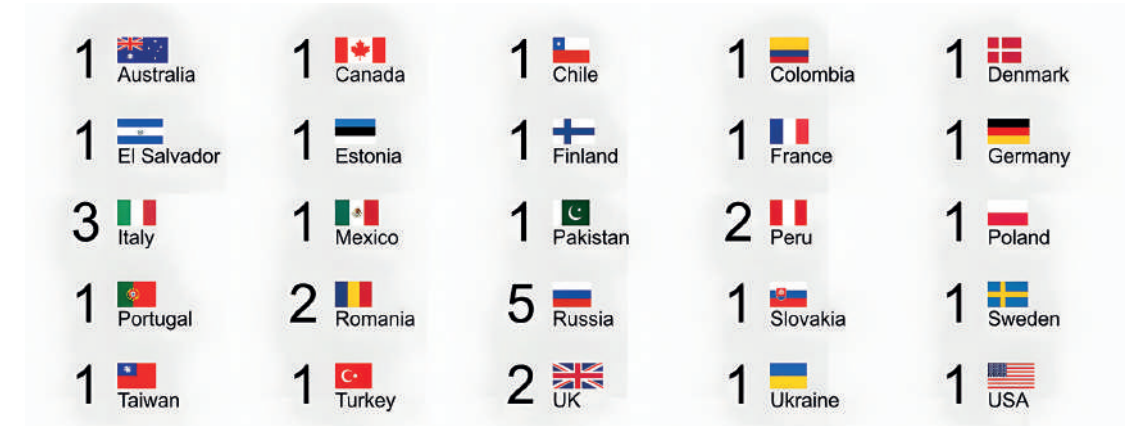 1 Australia
1 Canada
1 Chile
1 Colombia
1 Denmark
1 El Salvador
1 Estonia
1 Finland
1 France
1 Germany
3 Italy
1 Mexico
1 Pakistan
2 Peru
1 Poland
1 Portugal
2 Romania
5 Russia
1 Slovakia
1 Sweden
1 Taiwan
1 Turkey
2 UK
1 Ukraine
1 USA